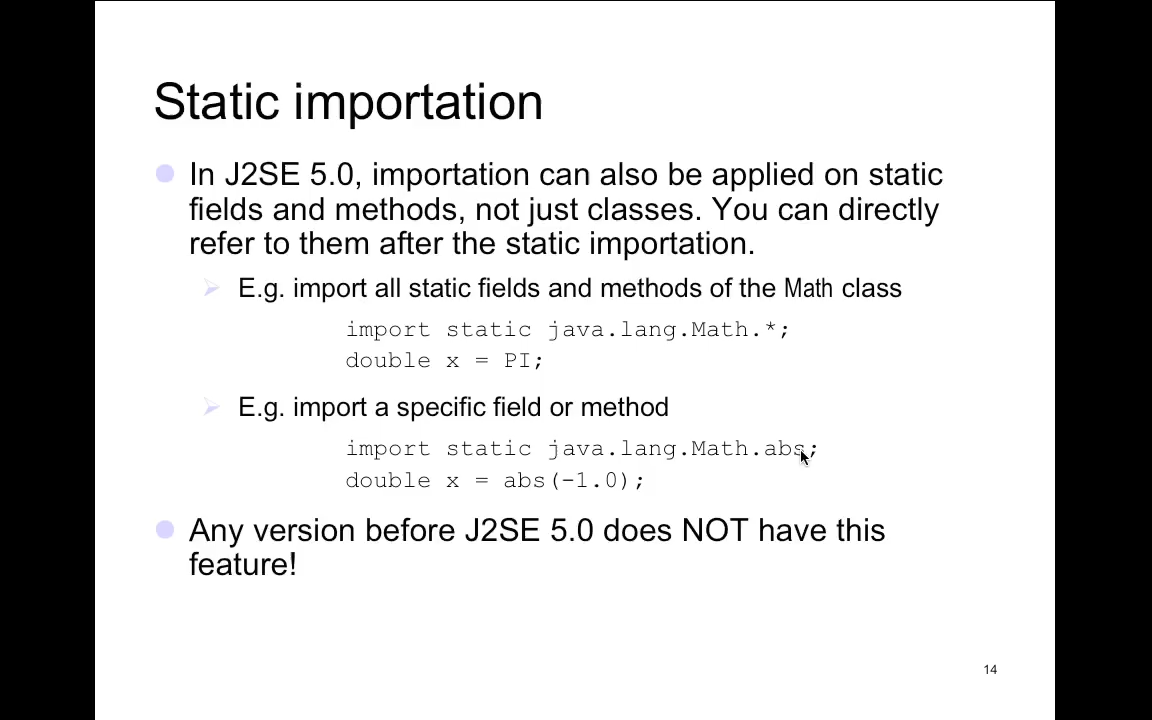 Static importation
In J2SE 5.0, importation can also be applied on static
fields and methods, not just classes. You can directly
refer to them after the static importation.
E.g. import all static fields and methods of the Math class
import static java.lang.Math.*;
double x = PI;
E.g. import a specific field or method
import static java.lang.Math.abs;
double x = abs(-1.0);
Any version before J2SE 5.0 does NOT have this
feature!
14